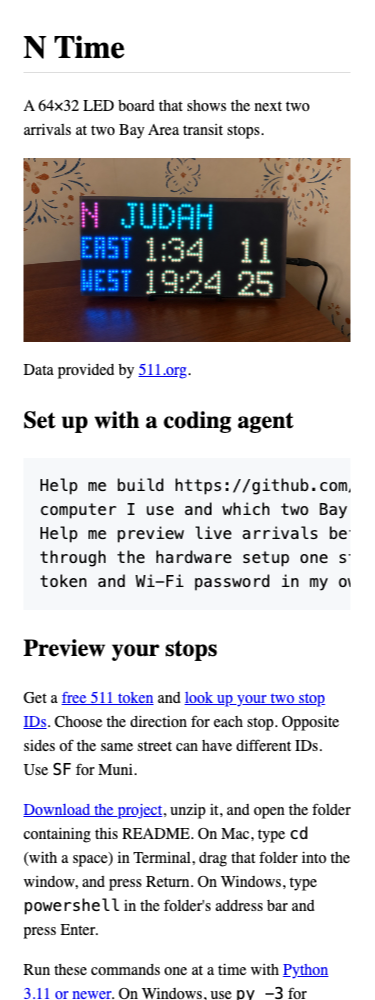 N Time
A 64×32 LED board that shows the next two
arrivals at two Bay Area transit stops.
N JUDAH
EAST 1:34 11
WEST 19:24 25
Data provided by 511.org.
Set up with a coding agent
Help me build https://github.com/
computer I use and which two Bay
Help me preview live arrivals be
through the hardware setup one s
token and Wi-Fi password in my o
Preview your stops
Get a free 511 token and look up your two stop
IDs. Choose the direction for each stop. Opposite
sides of the same street can have different IDs.
Use SF for Muni.
Download the project, unzip it, and open the folder
containing this README. On Mac, type cd
(with a space) in Terminal, drag that folder into the
window, and press Return. On Windows, type
powershell in the folder's address bar and
press Enter.
Run these commands one at a time with Python
3.11 or newer. On Windows, use py -3 for